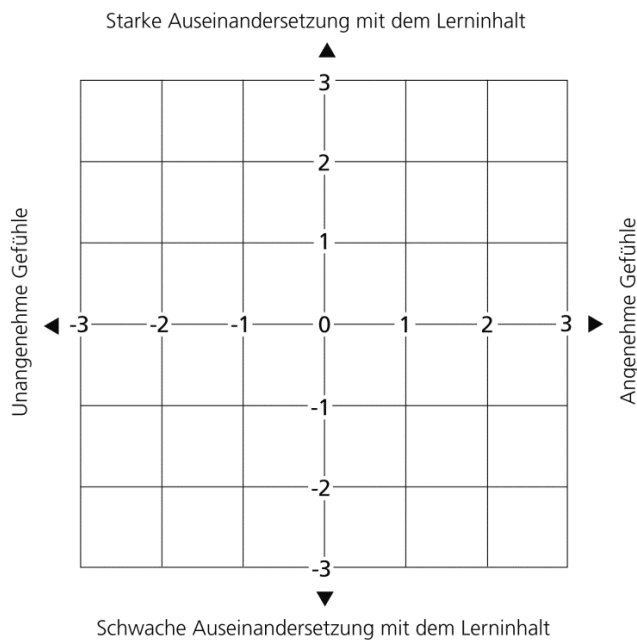 Starke Auseinandersetzung mit dem Lerninhalt
3
2
1
Unangenehme Gefühle
-3 -2 -1 0 1 2 3
Angenehme Gefühle
-1
-2
-3
Schwache Auseinandersetzung mit dem Lerninhalt